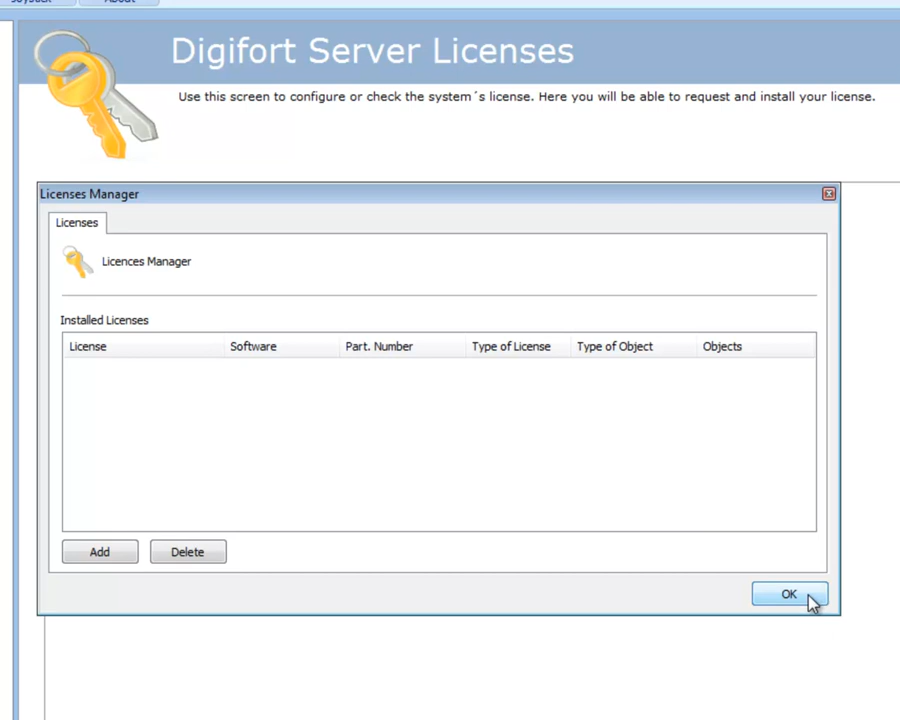 About
Digifort Server Licenses
Use this screen to configure or check the system´s license. Here you will be able to request and install your license.
Licenses Manager
Licenses
Licences Manager
Installed Licenses
License Software Part. Number Type of License Type of Object Objects
Add Delete
OK